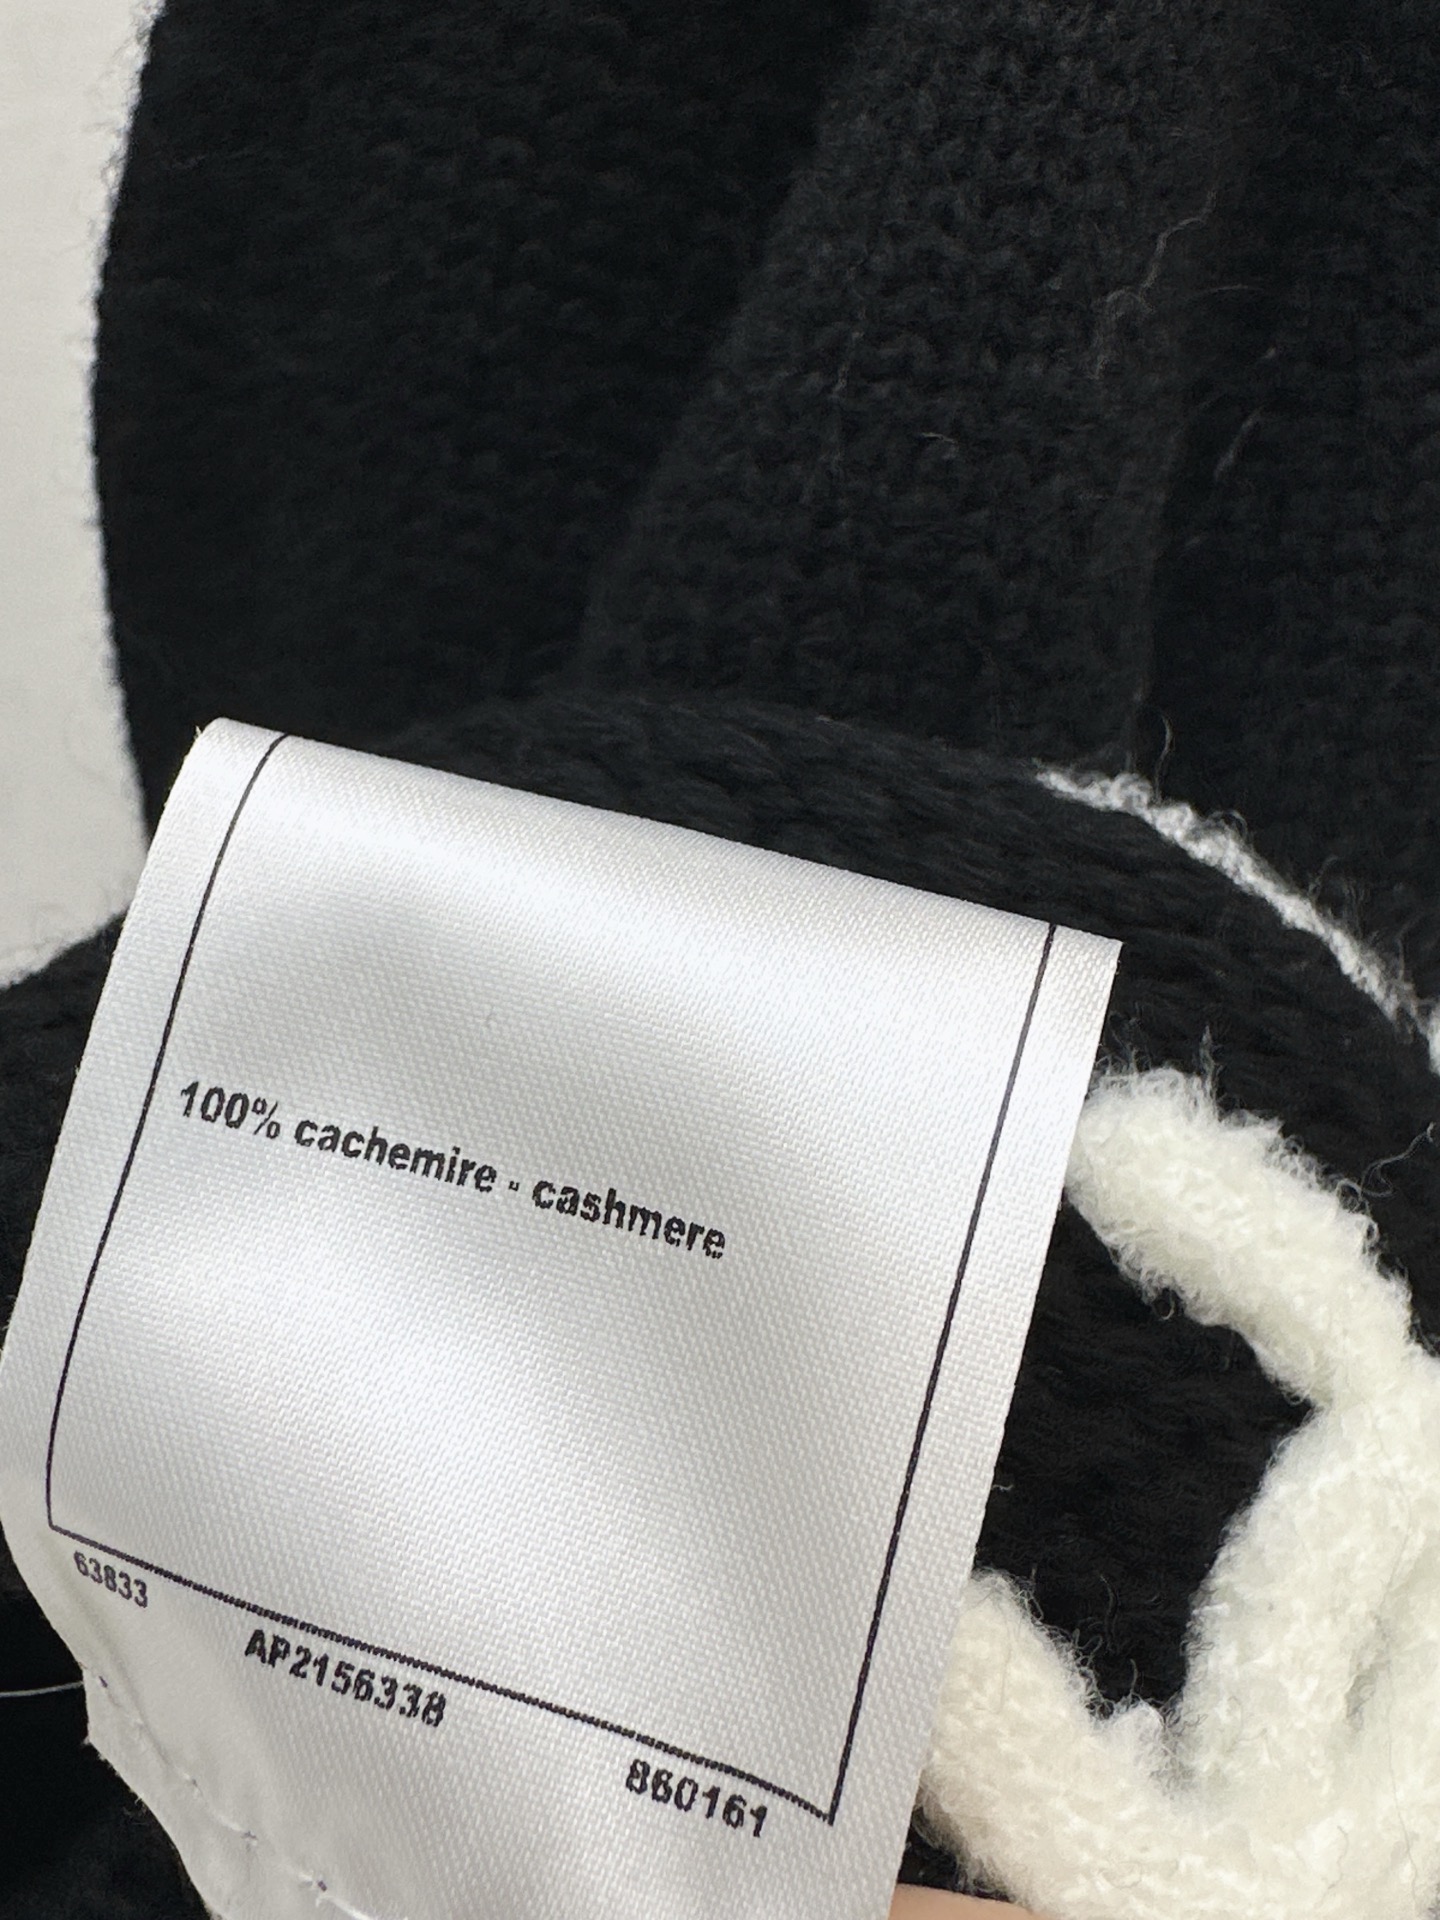 100% cachemire - cashmere
63833
AP2156338
860161